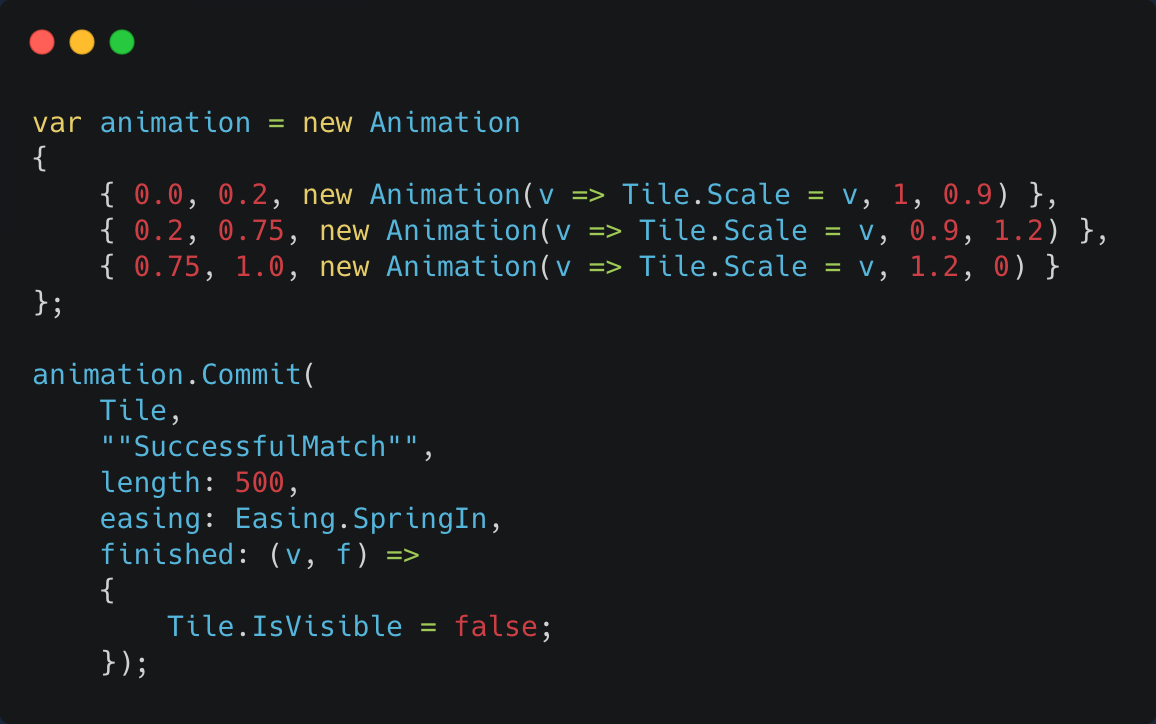 var animation = new Animation
{
    { 0.0, 0.2, new Animation(v => Tile.Scale = v, 1, 0.9) },
    { 0.2, 0.75, new Animation(v => Tile.Scale = v, 0.9, 1.2) },
    { 0.75, 1.0, new Animation(v => Tile.Scale = v, 1.2, 0) }
};

animation.Commit(
    Tile,
    ""SuccessfulMatch"",
    length: 500,
    easing: Easing.SpringIn,
    finished: (v, f) =>
    {
        Tile.IsVisible = false;
    });